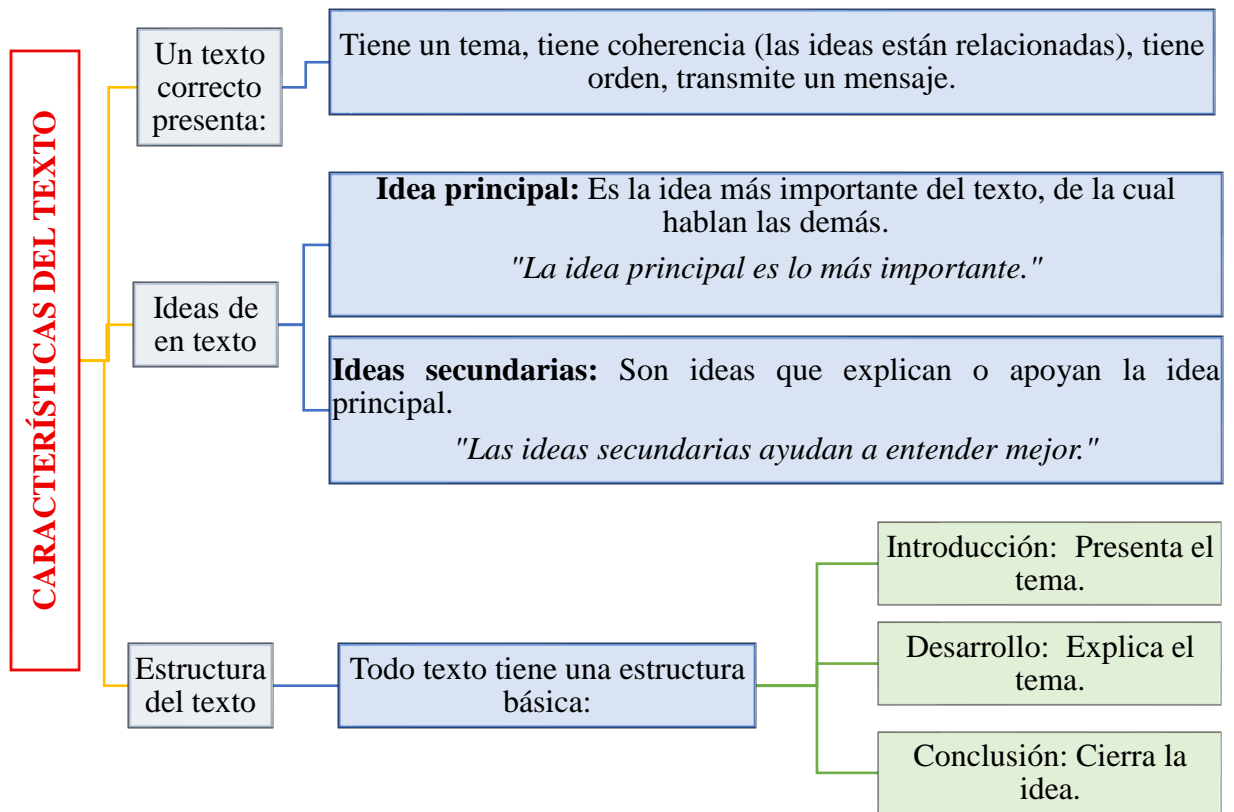 CARACTERÍSTICAS DEL TEXTO
Un texto
correcto
presenta:
Tiene un tema, tiene coherencia (las ideas están relacionadas), tiene
orden, transmite un mensaje.
Ideas de
en texto
Idea principal: Es la idea más importante del texto, de la cual
hablan las demás.
"La idea principal es lo más importante."
Ideas secundarias: Son ideas que explican o apoyan la idea
principal.
"Las ideas secundarias ayudan a entender mejor."
Estructura
del texto
Todo texto tiene una estructura
básica:
Introducción: Presenta el
tema.
Desarrollo: Explica el
tema.
Conclusión: Cierra la
idea.